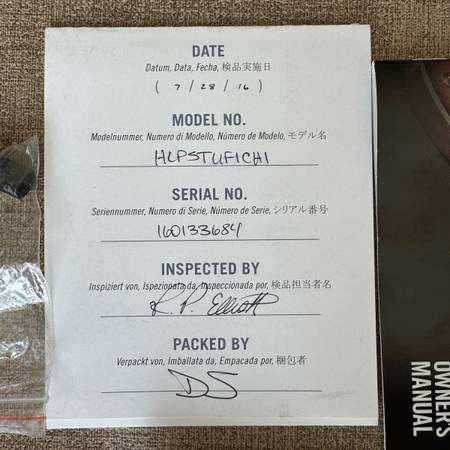 DATE
Datum, Data, Fecha, 検品実施日
( 7 / 28 / 16 )
MODEL NO.
Modelnummer, Numero di Modello, Número de Modelo, モデル名
HLPSTUFICHI
SERIAL NO.
Seriennummer, Numero di Serie, Número de Serie, シリアル番号
160133684
INSPECTED BY
Inspiziert von, Ispezionata da, Inspeccionada por, 検品担当者名
R. P. Elliott
PACKED BY
Verpackt von, Imballata da, Empacada por, 梱包者
DS
OWNER'S
MANUAL